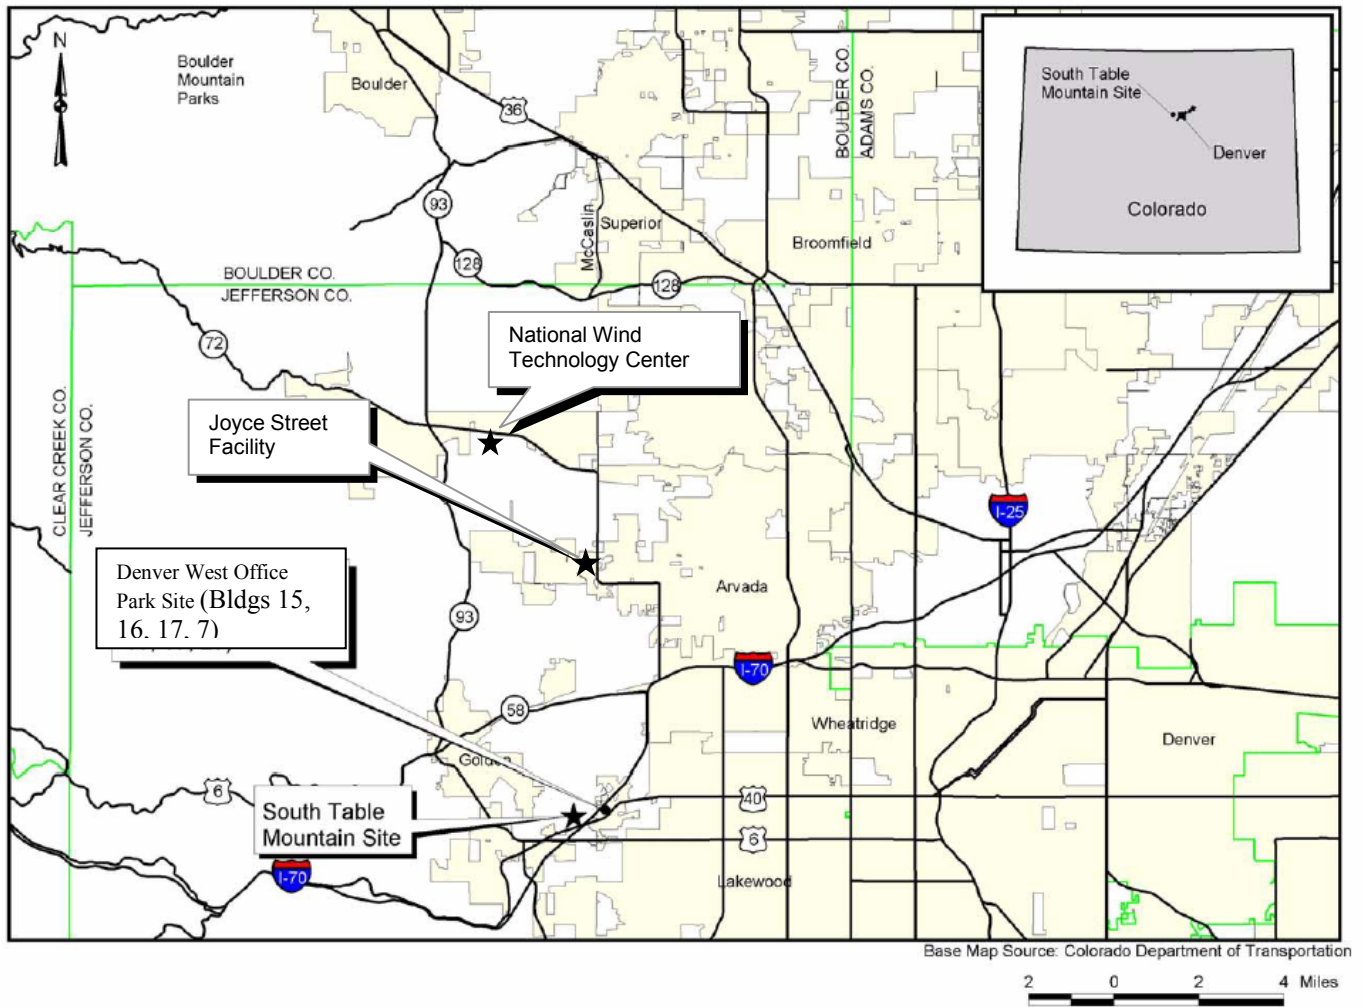 N
Boulder
Mountain
Parks
Boulder
36
BOULDER CO.
ADAMS CO.
South Table
Mountain Site
Denver
Colorado
93
McCaslin
Superior
Broomfield
128
128
BOULDER CO.
JEFFERSON CO.
72
National Wind
Technology Center
CLEAR CREEK CO.
JEFFERSON CO.
Joyce Street
Facility
I-25
Denver West Office
Park Site (Bldgs 15,
16, 17, 7)
Arvada
93
I-70
58
Wheatridge
Denver
Golden
6
40
South Table
Mountain Site
6
I-70
Lakewood
Base Map Source: Colorado Department of Transportation
2 0 2 4 Miles